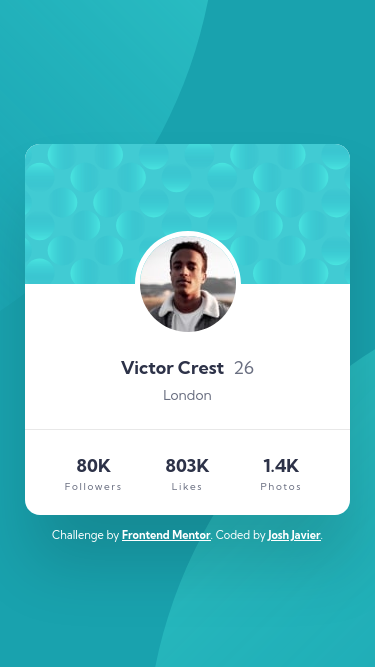 Victor Crest 26
London
80K 803K 1.4K
Followers Likes Photos
Challenge by Frontend Mentor. Coded by Josh Javier.